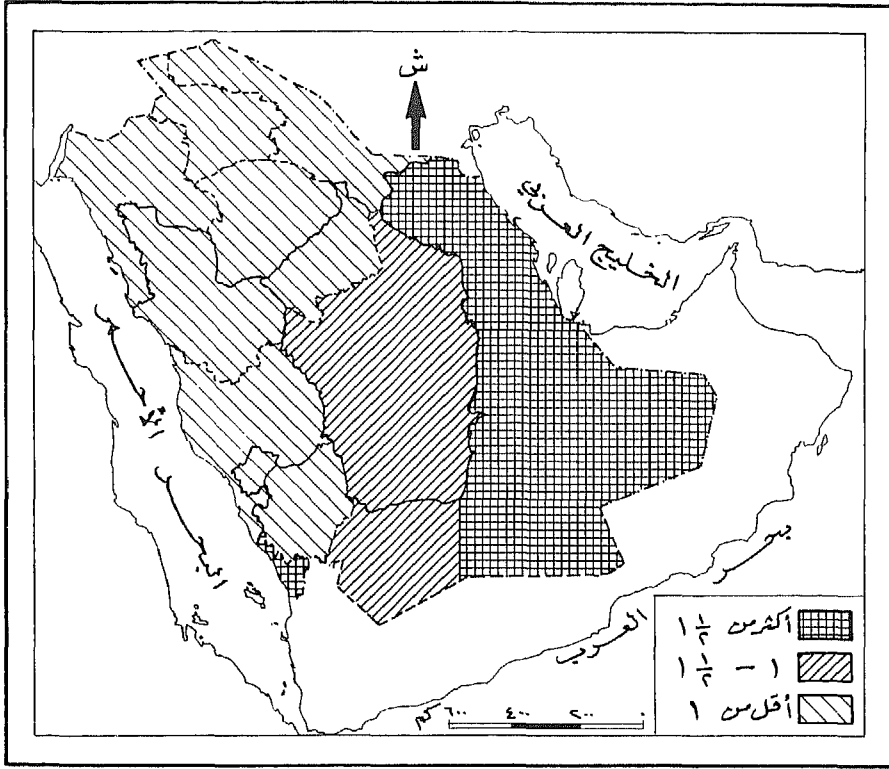 ش
الخليج العربي
البحر الأحمر
بحر
العرب
أكثر من ١ ١/٢
١ - ١ ١/٢
أقل من ١
٠ ٢٠٠ ٤٠٠ ٦٠٠ كم